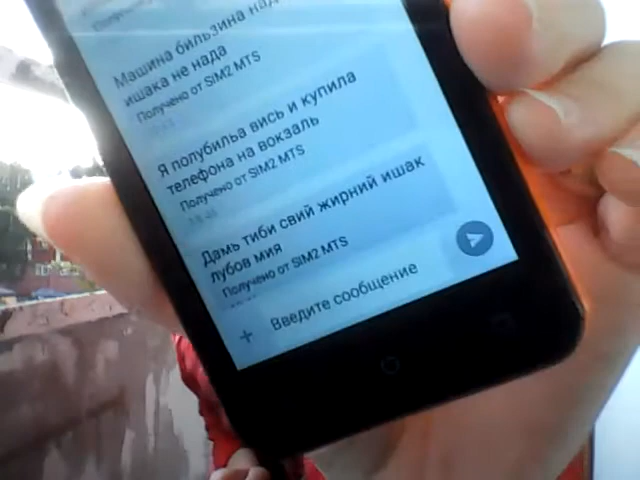 Машина бильзина нада
ишака не нада
Получено от SIM2 MTS
Я полубильа вись и купила
телефона на вокзаль
Получено от SIM2 MTS
Дамь тиби свий жирний ишак
лубов мия
Получено от SIM2 MTS
+ Введите сообщение